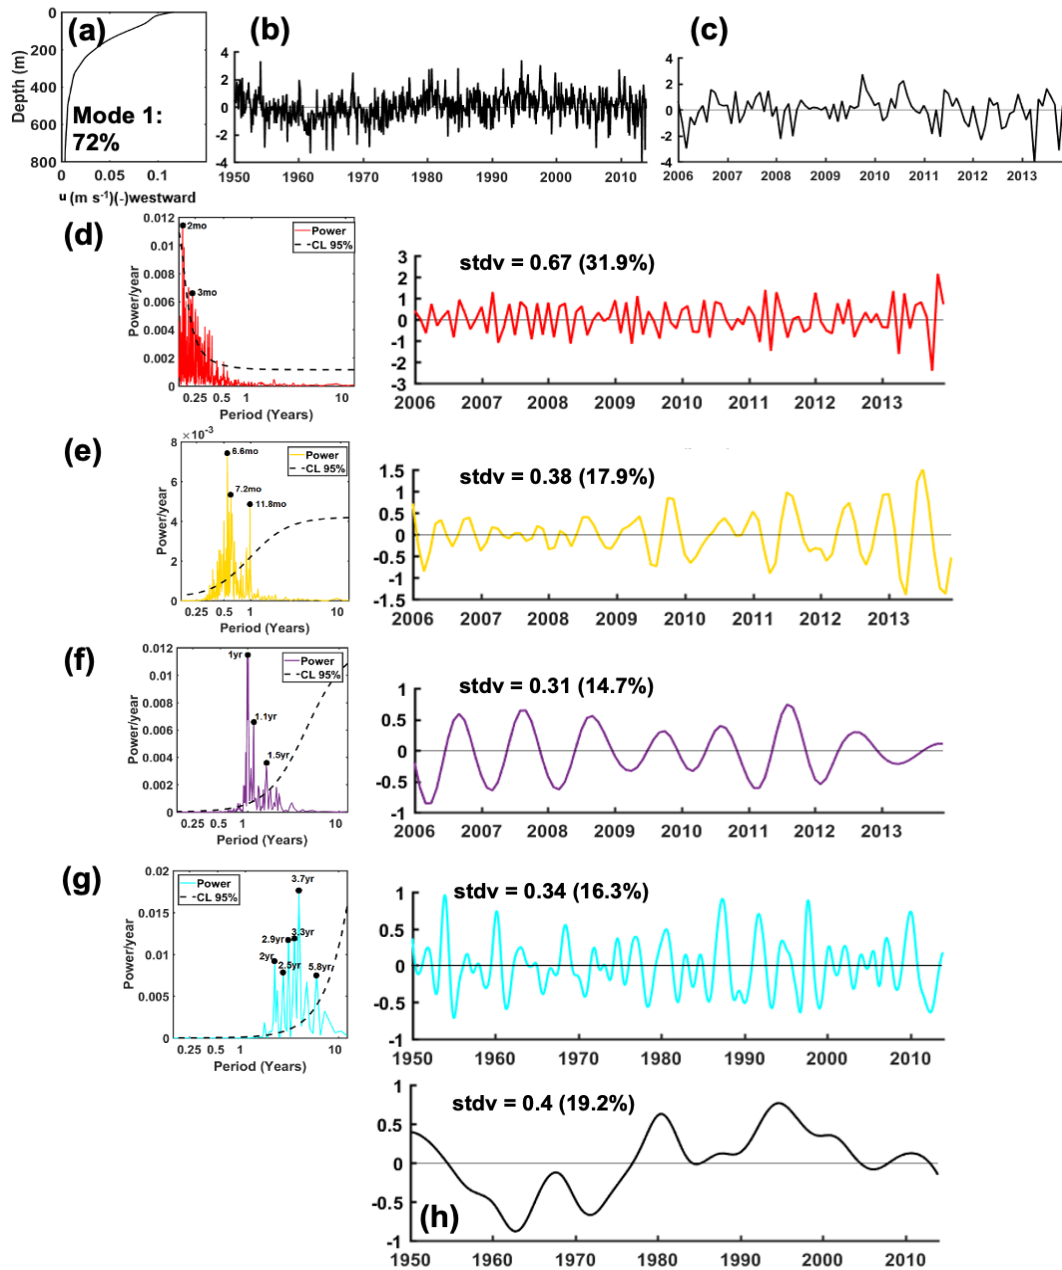 (a)
0
200
400
600
800
Depth (m)
Mode 1:
72%
0 0.05 0.1
u (m s⁻¹)(-)westward
(b)
4
2
0
-2
-4
1950 1960 1970 1980 1990 2000 2010
(c)
4
2
0
-2
-4
2006 2007 2008 2009 2010 2011 2012 2013
(d)
0.012
0.01
0.008
0.006
0.004
0.002
0
Power/year
2mo
3mo
Power
CL 95%
0.25 0.5 1 10
Period (Years)
stdv = 0.67 (31.9%)
3
2
1
0
-1
-2
-3
2006 2007 2008 2009 2010 2011 2012 2013
(e)
×10⁻³
8
6
4
2
0
Power/year
6.6mo
7.2mo
11.8mo
Power
CL 95%
0.25 0.5 1 10
Period (Years)
stdv = 0.38 (17.9%)
1.5
1
0.5
0
-0.5
-1
-1.5
2006 2007 2008 2009 2010 2011 2012 2013
(f)
0.012
0.01
0.008
0.006
0.004
0.002
0
Power/year
1yr
1.1yr
1.5yr
Power
CL 95%
0.25 0.5 1 10
Period (Years)
stdv = 0.31 (14.7%)
1
0.5
0
-0.5
-1
2006 2007 2008 2009 2010 2011 2012 2013
(g)
0.02
0.015
0.01
0.005
0
Power/year
Power
CL 95%
3.7yr
2.9yr
3.3yr
2yr
2.5yr
5.8yr
0.25 0.5 1 10
Period (Years)
stdv = 0.34 (16.3%)
1
0.5
0
-0.5
-1
1950 1960 1970 1980 1990 2000 2010
stdv = 0.4 (19.2%)
1
0.5
0
-0.5
-1
(h)
1950 1960 1970 1980 1990 2000 2010